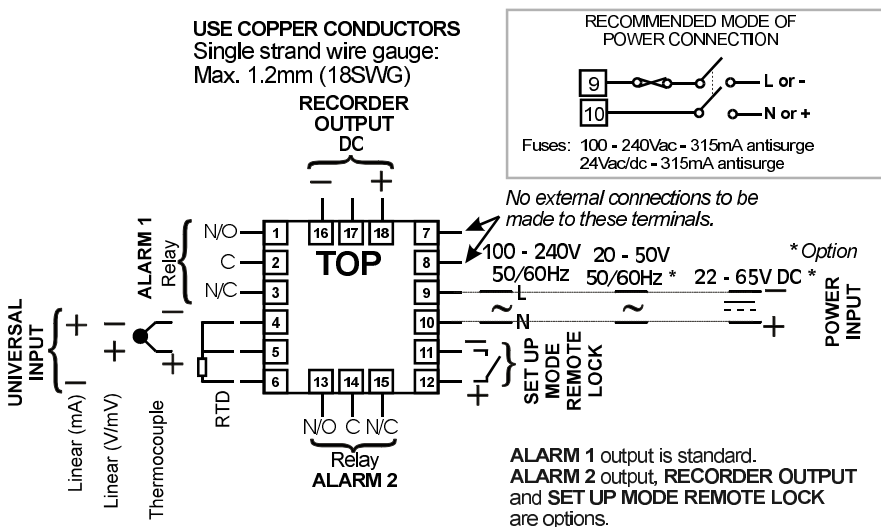 USE COPPER CONDUCTORS
Single strand wire gauge:
Max. 1.2mm (18SWG)
RECORDER
OUTPUT
DC
− +
RECOMMENDED MODE OF
POWER CONNECTION
9 L or -
10 N or +
Fuses: 100 - 240Vac - 315mA antisurge
24Vac/dc - 315mA antisurge
No external connections to be
made to these terminals.
ALARM 1
Relay
N/O
C
N/C
1
2
3
4
5
6
16 17 18
TOP
7
8
9
10
11
12
13 14 15
100 - 240V
50/60Hz
L
~
N
20 - 50V
50/60Hz *
~
22 - 65V DC *
* Option
−
+
POWER
INPUT
−
+
SET UP
MODE
REMOTE
LOCK
UNIVERSAL
INPUT
+
−
Linear (mA)
−
+
Linear (V/mV)
−
+
Thermocouple
RTD
N/O C N/C
Relay
ALARM 2
ALARM 1 output is standard.
ALARM 2 output, RECORDER OUTPUT
and SET UP MODE REMOTE LOCK
are options.